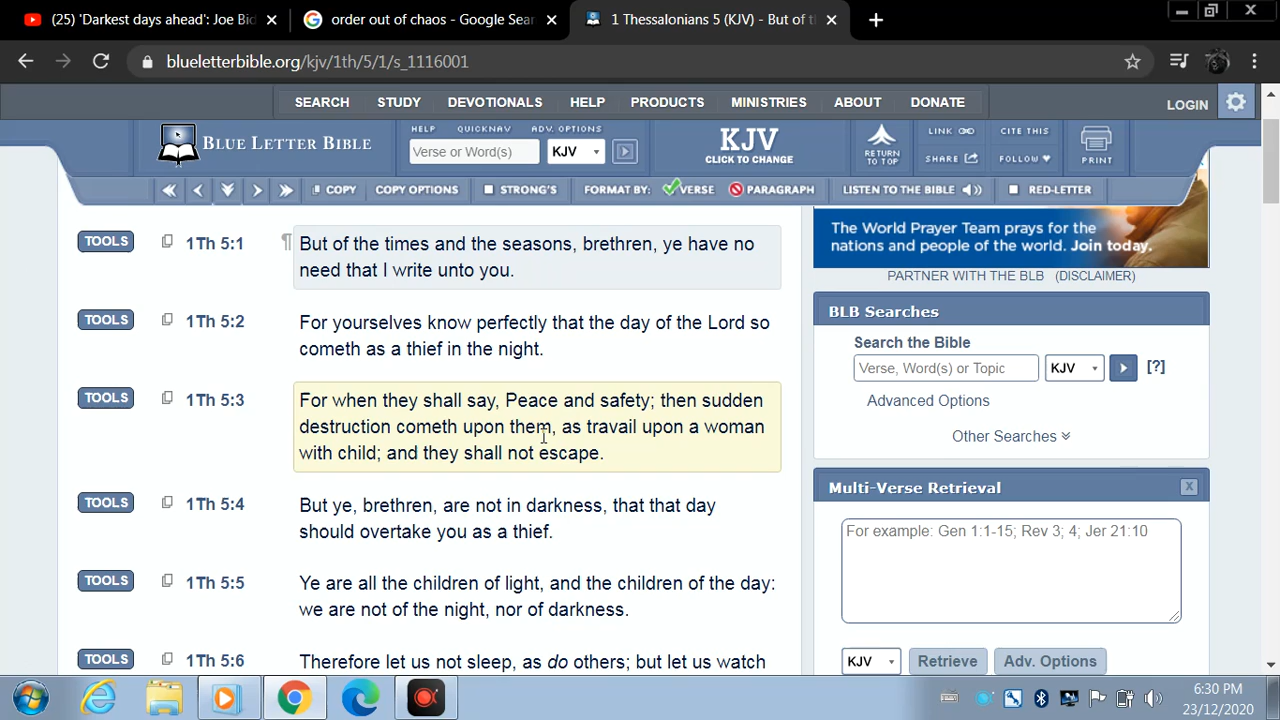 (25) 'Darkest days ahead': Joe Bid
order out of chaos - Google Sear
1 Thessalonians 5 (KJV) - But of th
blueletterbible.org/kjv/1th/5/1/s_1116001
SEARCH STUDY DEVOTIONALS HELP PRODUCTS MINISTRIES ABOUT DONATE LOGIN
BLUE LETTER BIBLE
HELP QUICKNAV ADV. OPTIONS
Verse or Word(s) KJV
KJV
CLICK TO CHANGE
RETURN
TO TOP
LINK CITE THIS
SHARE FOLLOW
PRINT
COPY COPY OPTIONS STRONG'S FORMAT BY: VERSE PARAGRAPH LISTEN TO THE BIBLE RED-LETTER
TOOLS 1Th 5:1 ¶ But of the times and the seasons, brethren, ye have no
need that I write unto you.
TOOLS 1Th 5:2 For yourselves know perfectly that the day of the Lord so
cometh as a thief in the night.
TOOLS 1Th 5:3 For when they shall say, Peace and safety; then sudden
destruction cometh upon them, as travail upon a woman
with child; and they shall not escape.
TOOLS 1Th 5:4 But ye, brethren, are not in darkness, that that day
should overtake you as a thief.
TOOLS 1Th 5:5 Ye are all the children of light, and the children of the day:
we are not of the night, nor of darkness.
TOOLS 1Th 5:6 Therefore let us not sleep, as do others; but let us watch
The World Prayer Team prays for the
nations and people of the world. Join today.
PARTNER WITH THE BLB (DISCLAIMER)
BLB Searches
Search the Bible
Verse, Word(s) or Topic KJV [?]
Advanced Options
Other Searches
Multi-Verse Retrieval X
For example: Gen 1:1-15; Rev 3; 4; Jer 21:10
KJV Retrieve Adv. Options
6:30 PM
23/12/2020